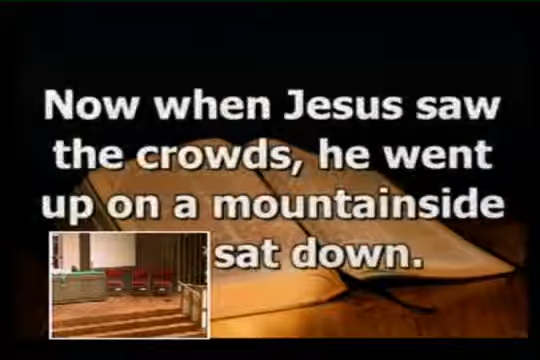 Now when Jesus saw
the crowds, he went
up on a mountainside
sat down.